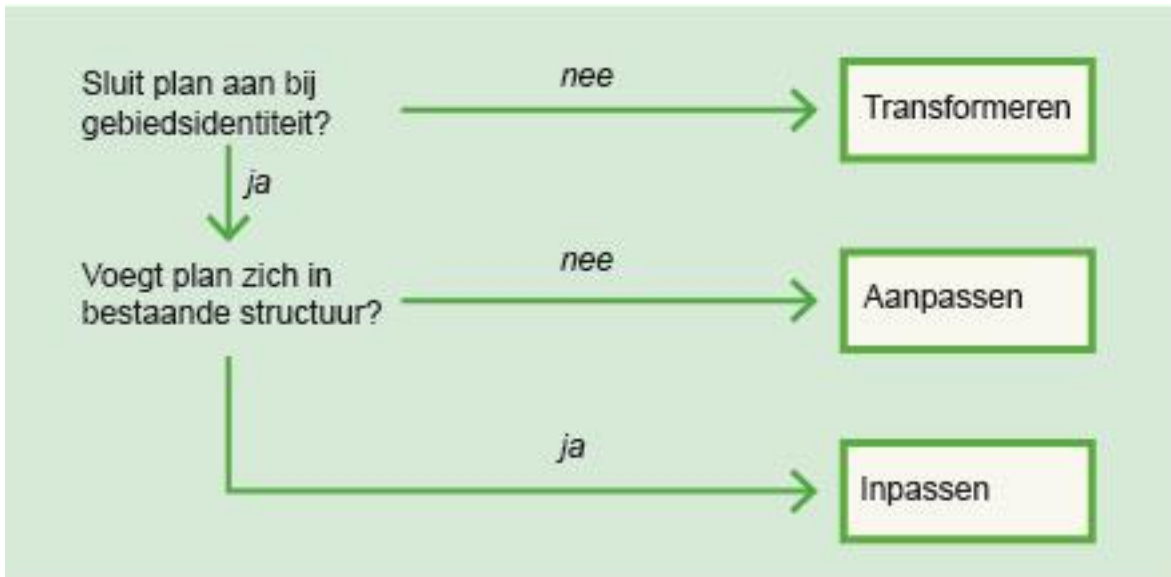 Sluit plan aan bij
gebiedsidentiteit?
nee
Transformeren
ja
Voegt plan zich in
bestaande structuur?
nee
Aanpassen
ja
Inpassen